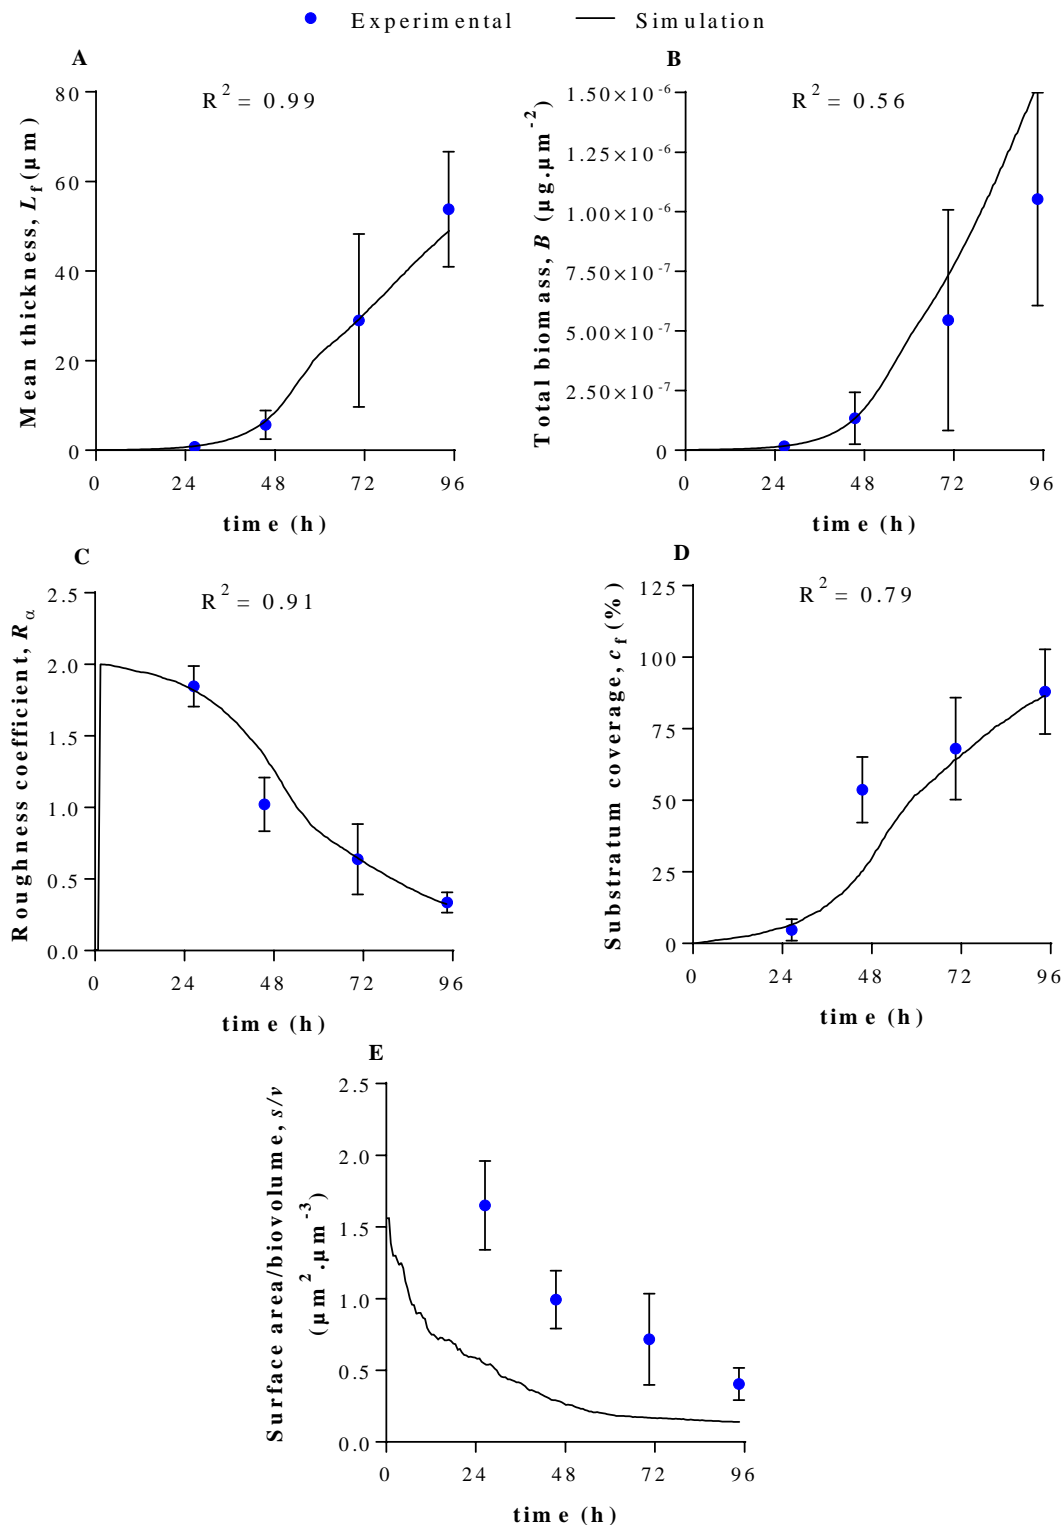 Experimental Simulation
A
R² = 0.99
80
60
40
20
0
0 24 48 72 96
Mean thickness, L_f (µm)
time (h)
B
R² = 0.56
1.50×10⁻⁶
1.25×10⁻⁶
1.00×10⁻⁶
7.50×10⁻⁷
5.00×10⁻⁷
2.50×10⁻⁷
0
0 24 48 72 96
Total biomass, B (µg.µm⁻²)
time (h)
C
R² = 0.91
2.5
2.0
1.5
1.0
0.5
0.0
0 24 48 72 96
Roughness coefficient, R_α
time (h)
D
R² = 0.79
125
100
75
50
25
0
0 24 48 72 96
Substratum coverage, c_f (%)
time (h)
E
2.5
2.0
1.5
1.0
0.5
0.0
0 24 48 72 96
Surface area/biovolume, s/v
(µm².µm⁻³)
time (h)